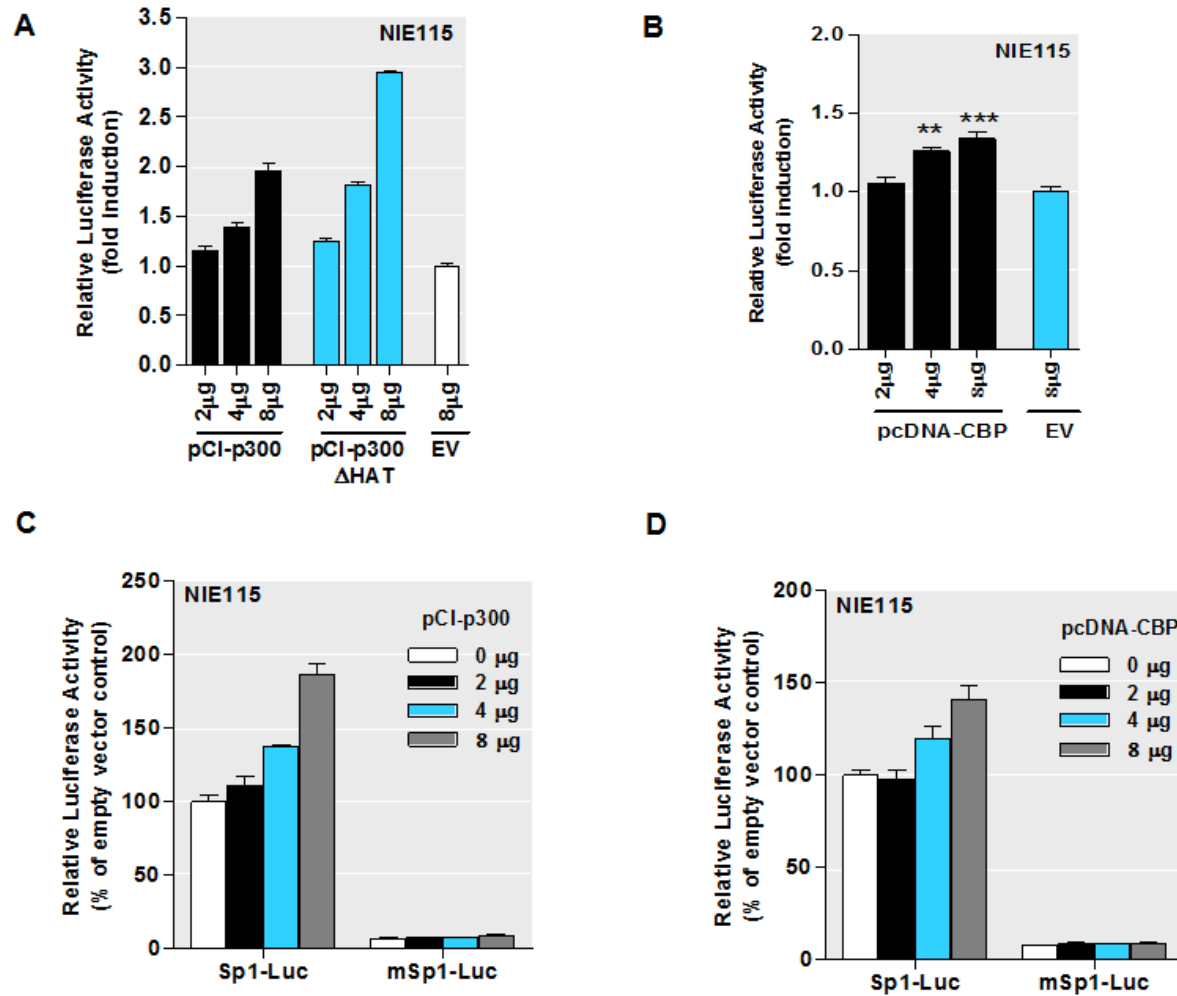 A
Relative Luciferase Activity
(fold induction)
3.5
3.0
2.5
2.0
1.5
1.0
0.5
0.0
NIE115
2µg 4µg 8µg 2µg 4µg 8µg 8µg
pCI-p300 pCI-p300 EV
ΔHAT
B
Relative Luciferase Activity
(fold induction)
2.0
1.5
1.0
0.5
0.0
NIE115
** ***
2µg 4µg 8µg 8µg
pcDNA-CBP EV
C
Relative Luciferase Activity
(% of empty vector control)
250
200
150
100
50
0
NIE115
pCI-p300
0 µg
2 µg
4 µg
8 µg
Sp1-Luc mSp1-Luc
D
Relative Luciferase Activity
(% of empty vector control)
200
150
100
50
0
NIE115
pcDNA-CBP
0 µg
2 µg
4 µg
8 µg
Sp1-Luc mSp1-Luc